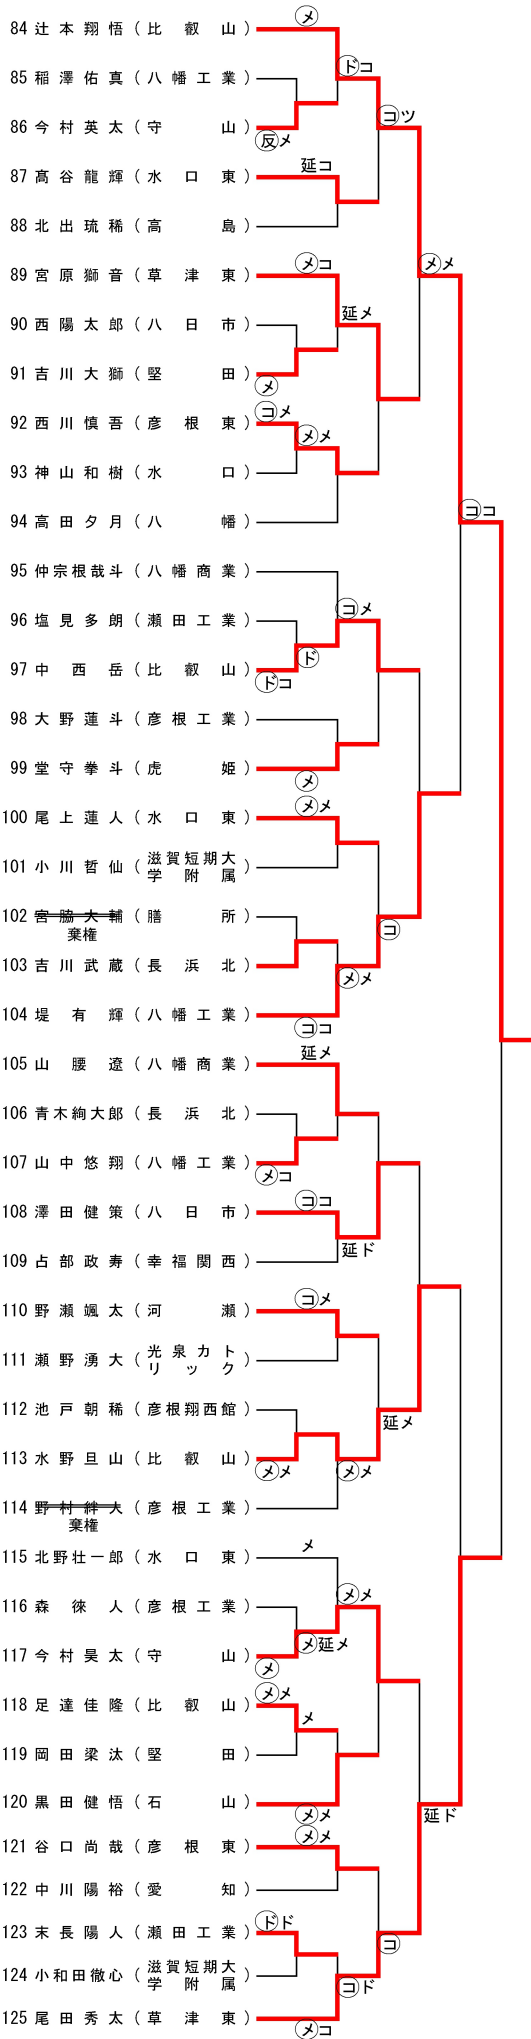 84 辻本翔悟(比叡山) ㋱
㋣゙コ
85 稲澤佑真(八幡工業)
㋙ツ
86 今村英太(守山) 反メ
87 髙谷龍輝(水口東) 延コ
88 北出琉稀(高島)
89 宮原獅音(草津東) ㋱コ
㋱メ
延メ
90 西陽太郎(八日市)
91 吉川大獅(堅田) ㋱
92 西川慎吾(彦根東) ㋙メ
㋱メ
93 神山和樹(水口)
94 高田夕月(八幡)
㋙コ
95 仲宗根哉斗(八幡商業)
㋙メ
96 塩見多朗(瀬田工業)
ド
97 中西岳(比叡山) ドコ
98 大野蓮斗(彦根工業)
99 堂守拳斗(虎姫) ㋱
100 尾上蓮人(水口東) ㋱メ
101 小川哲仙(滋賀短期大学附属)
102 宮脇大輔(膳所)
棄権
㋙
103 吉川武蔵(長浜北)
㋱メ
104 堤有輝(八幡工業) ㋙コ
105 山腰遼(八幡商業) 延メ
106 青木絢大郎(長浜北)
107 山中悠翔(八幡工業) ㋱コ
108 澤田健策(八日市) ㋙コ
延ド
109 占部政寿(幸福関西)
110 野瀬颯太(河瀬) ㋙メ
111 瀬野湧大(光泉カトリック)
112 池戸朝稀(彦根翔西館)
延メ
113 水野旦山(比叡山) ㋱メ
㋱メ
114 野村絆人(彦根工業)
棄権
115 北野壮一郎(水口東) メ
㋱メ
116 森徠人(彦根工業)
㋱延メ
117 今村昊太(守山) ㋱
118 足達佳隆(比叡山) ㋱メ
メ
119 岡田梁汰(堅田)
120 黒田健悟(石山) ㋱メ
延ド
121 谷口尚哉(彦根東) ㋱メ
122 中川陽裕(愛知)
123 末長陽人(瀬田工業) ドド
㋙
124 小和田徹心(滋賀短期大学附属)
㋙ド
125 尾田秀太(草津東) ㋱コ